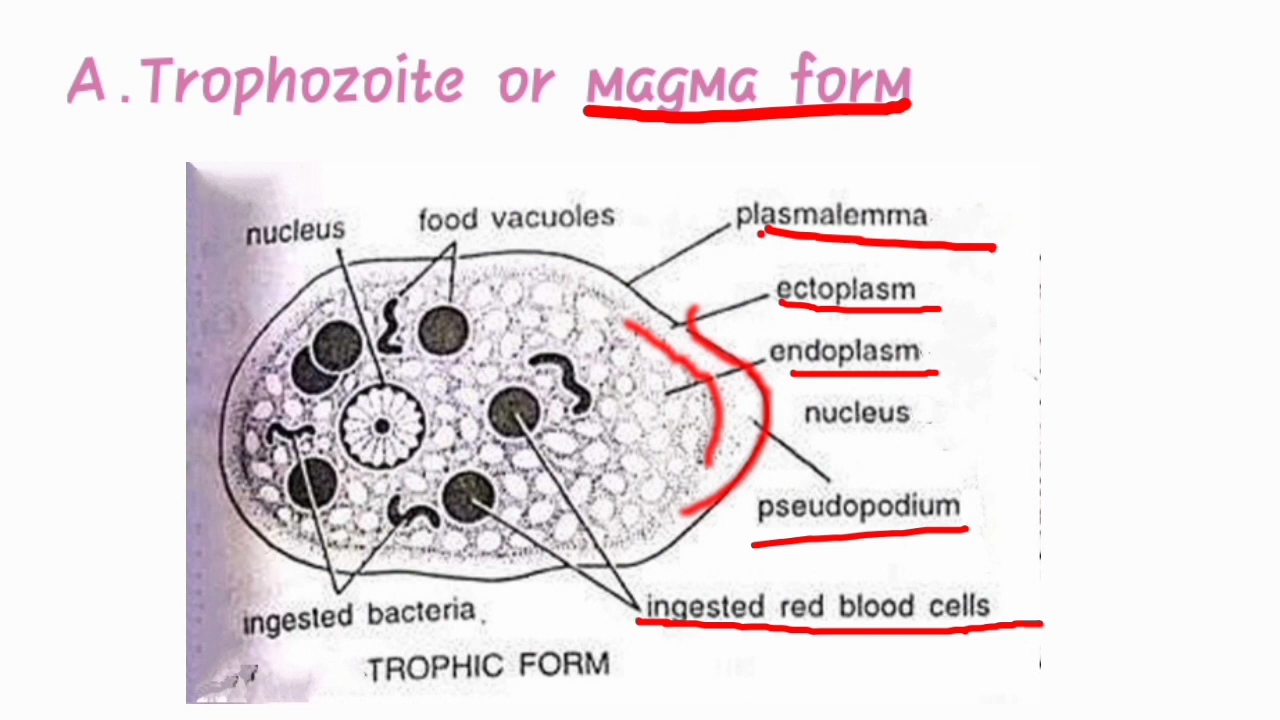 A. Trophozoite or magma form
nucleus
food vacuoles
plasmalemma
ectoplasm
endoplasm
nucleus
pseudopodium
ingested bacteria
ingested red blood cells
TROPHIC FORM